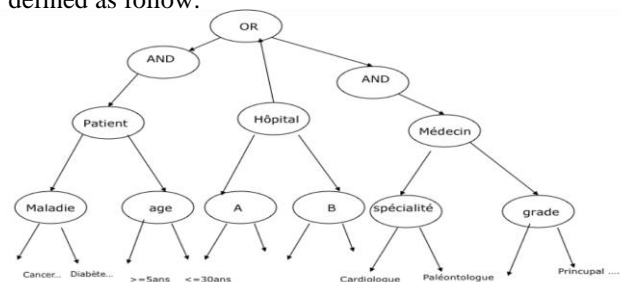 defined as follow:
OR
AND
AND
Patient
Hôpital
Médecin
Maladie
age
A
B
spécialité
grade
Cancer... Diabète... >=5ans <=30ans Cardiologue Paléontologue Princupal ....